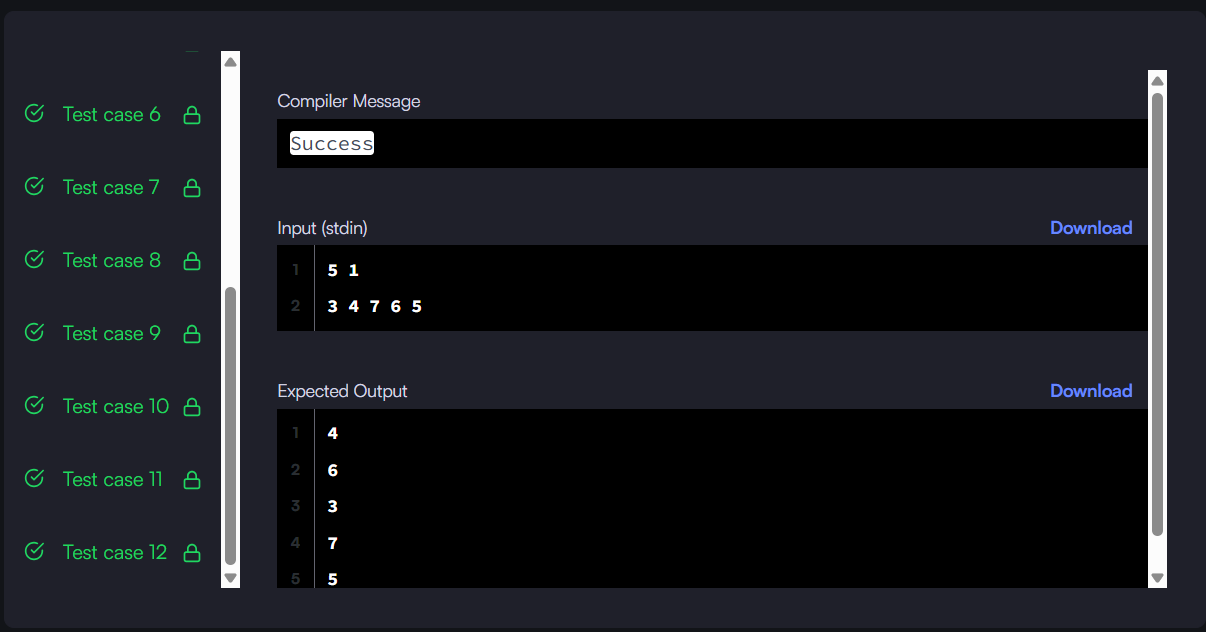 Test case 6
Test case 7
Test case 8
Test case 9
Test case 10
Test case 11
Test case 12
Compiler Message
Success
Input (stdin)
Download
1 5 1
2 3 4 7 6 5
Expected Output
Download
1 4
2 6
3 3
4 7
5 5